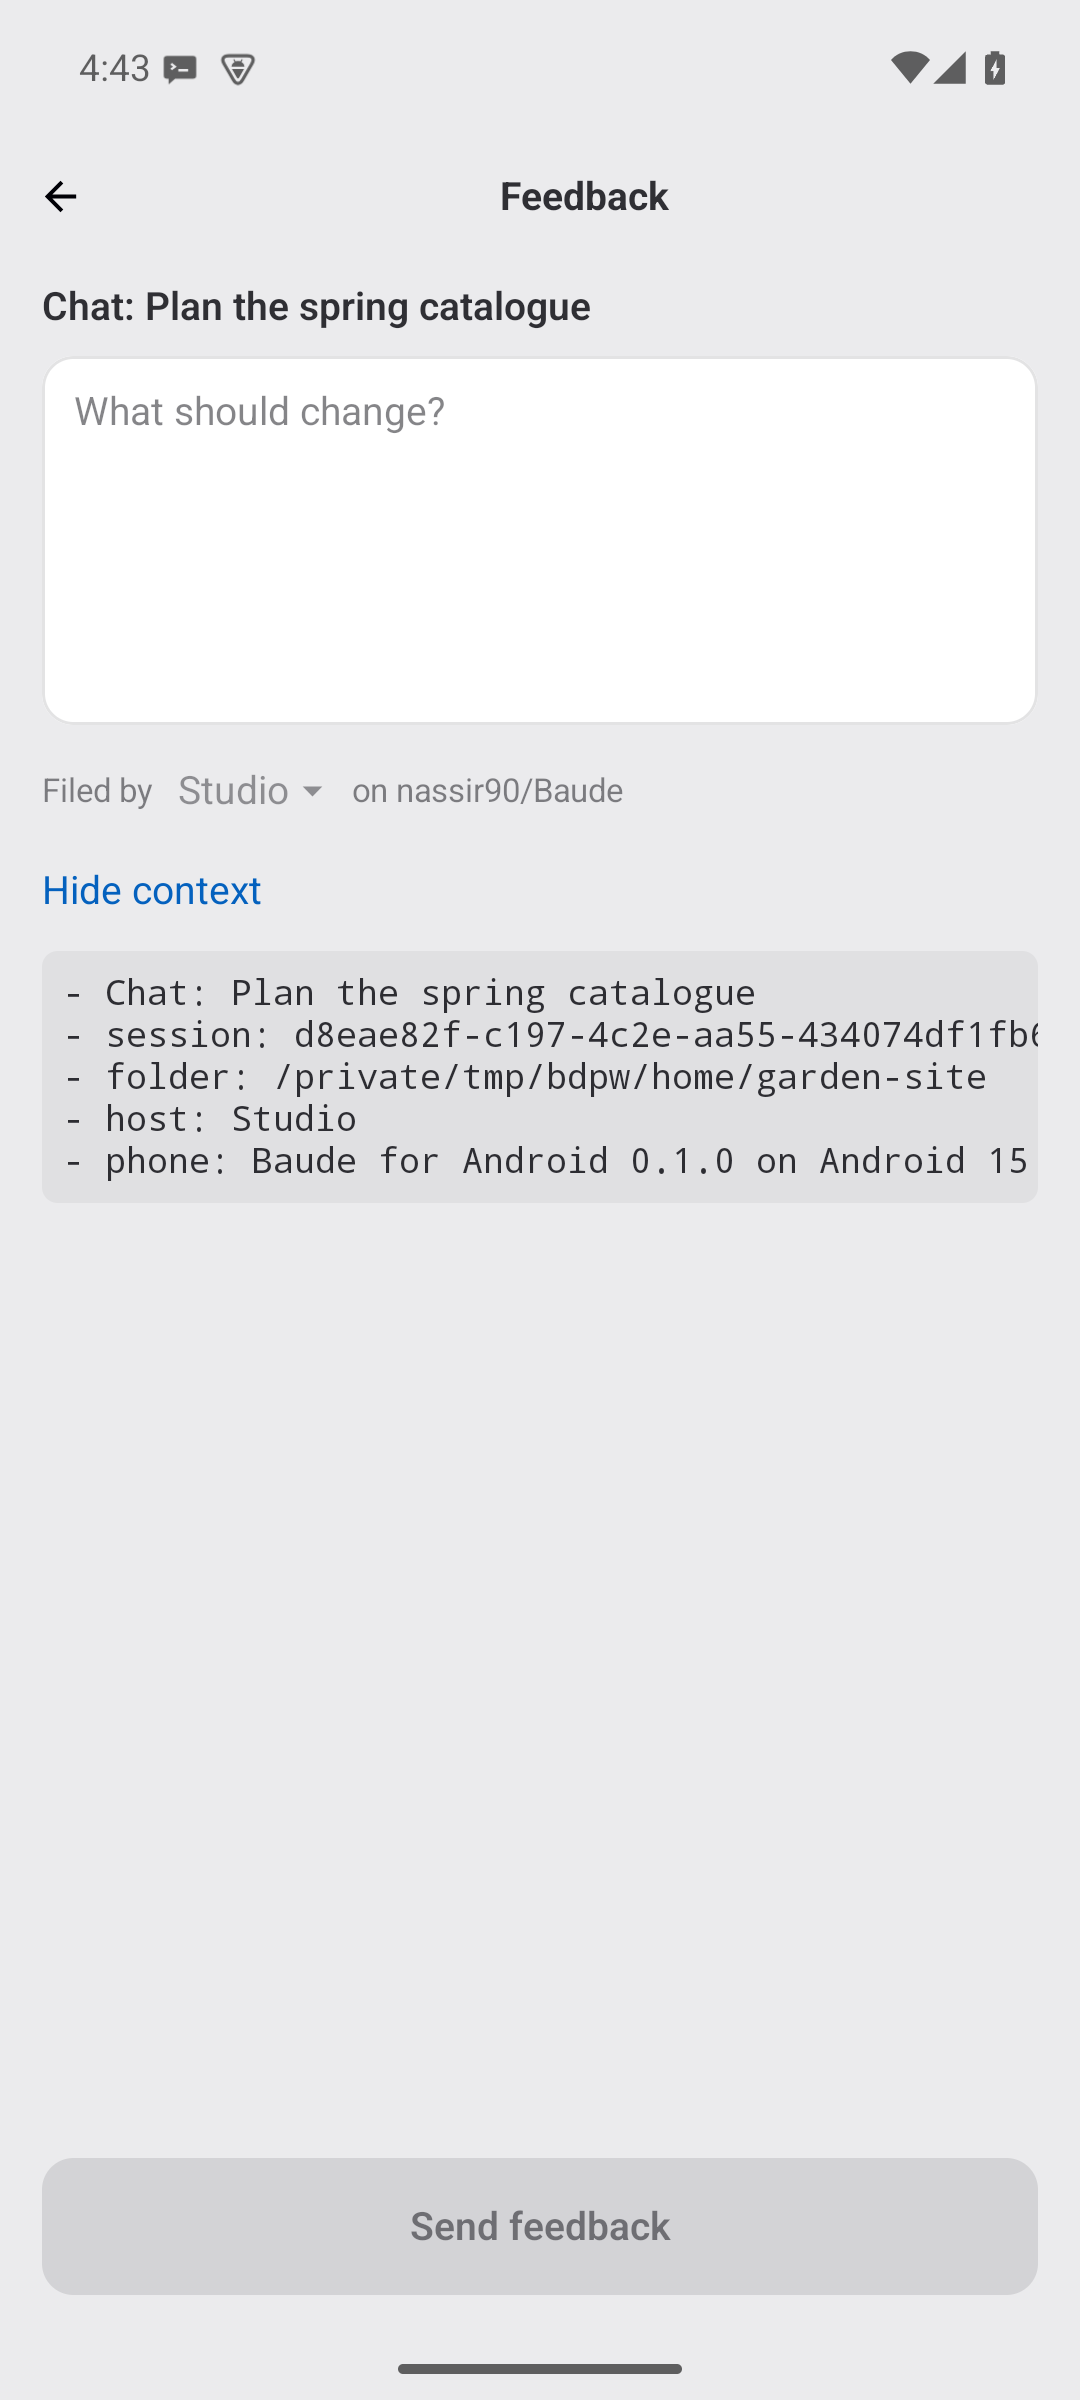 4:43
Feedback
Chat: Plan the spring catalogue
What should change?
Filed by Studio on nassir90/Baude
Hide context
- Chat: Plan the spring catalogue
- session: d8eae82f-c197-4c2e-aa55-434074df1fb6
- folder: /private/tmp/bdpw/home/garden-site
- host: Studio
- phone: Baude for Android 0.1.0 on Android 15
Send feedback